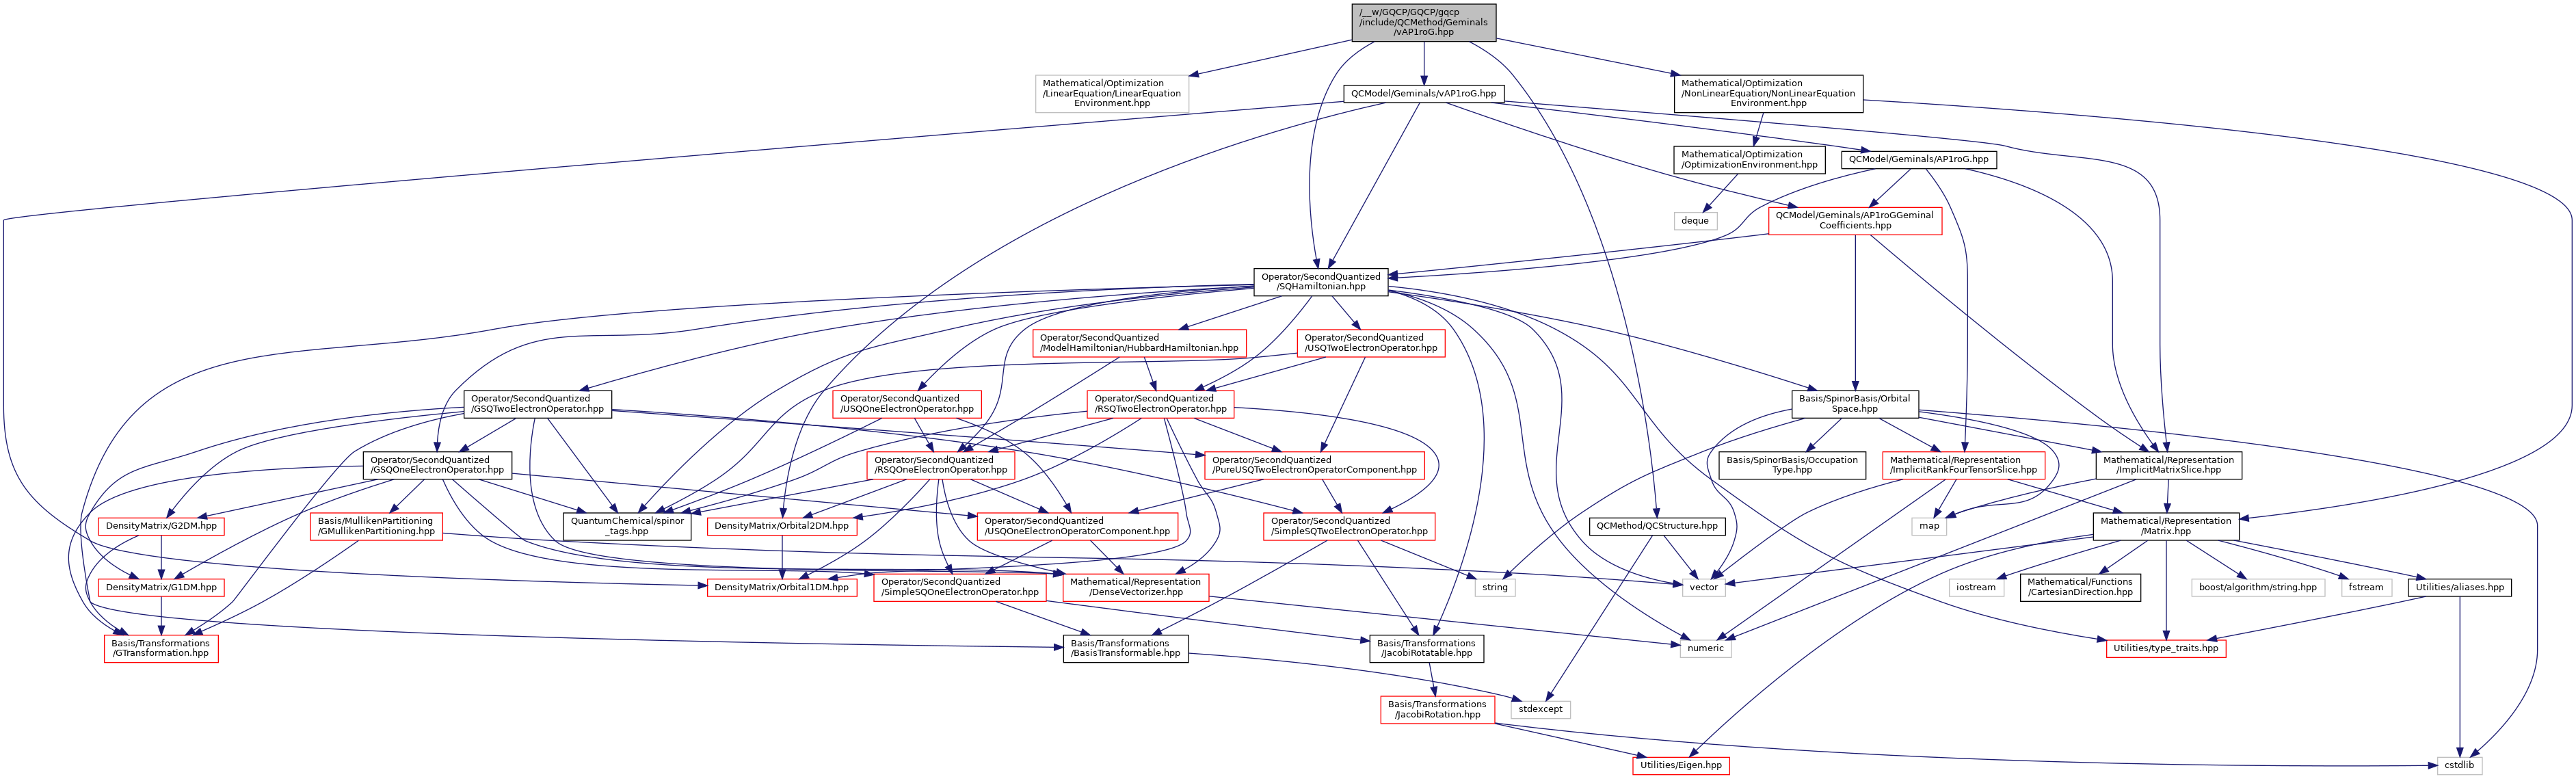 /__w/GQCP/GQCP/gqcp
/include/QCMethod/Geminals
/vAP1roG.hpp
Mathematical/Optimization
/LinearEquation/LinearEquation
Environment.hpp
QCModel/Geminals/vAP1roG.hpp
Mathematical/Optimization
/NonLinearEquation/NonLinearEquation
Environment.hpp
Mathematical/Optimization
/OptimizationEnvironment.hpp
QCModel/Geminals/AP1roG.hpp
deque
QCModel/Geminals/AP1roGGeminal
Coefficients.hpp
Operator/SecondQuantized
/SQHamiltonian.hpp
Operator/SecondQuantized
/ModelHamiltonian/HubbardHamiltonian.hpp
Operator/SecondQuantized
/USQTwoElectronOperator.hpp
Operator/SecondQuantized
/GSQTwoElectronOperator.hpp
Operator/SecondQuantized
/USQOneElectronOperator.hpp
Operator/SecondQuantized
/RSQTwoElectronOperator.hpp
Basis/SpinorBasis/Orbital
Space.hpp
Operator/SecondQuantized
/GSQOneElectronOperator.hpp
Operator/SecondQuantized
/RSQOneElectronOperator.hpp
Operator/SecondQuantized
/PureUSQTwoElectronOperatorComponent.hpp
Basis/SpinorBasis/Occupation
Type.hpp
Mathematical/Representation
/ImplicitRankFourTensorSlice.hpp
Mathematical/Representation
/ImplicitMatrixSlice.hpp
DensityMatrix/G2DM.hpp
Basis/MullikenPartitioning
/GMullikenPartitioning.hpp
QuantumChemical/spinor
_tags.hpp
DensityMatrix/Orbital2DM.hpp
Operator/SecondQuantized
/USQOneElectronOperatorComponent.hpp
Operator/SecondQuantized
/SimpleSQTwoElectronOperator.hpp
QCMethod/QCStructure.hpp
map
Mathematical/Representation
/Matrix.hpp
DensityMatrix/G1DM.hpp
DensityMatrix/Orbital1DM.hpp
Operator/SecondQuantized
/SimpleSQOneElectronOperator.hpp
Mathematical/Representation
/DenseVectorizer.hpp
string
vector
iostream
Mathematical/Functions
/CartesianDirection.hpp
boost/algorithm/string.hpp
fstream
Utilities/aliases.hpp
Basis/Transformations
/GTransformation.hpp
Basis/Transformations
/BasisTransformable.hpp
Basis/Transformations
/JacobiRotatable.hpp
numeric
Utilities/type_traits.hpp
Basis/Transformations
/JacobiRotation.hpp
stdexcept
Utilities/Eigen.hpp
cstdlib